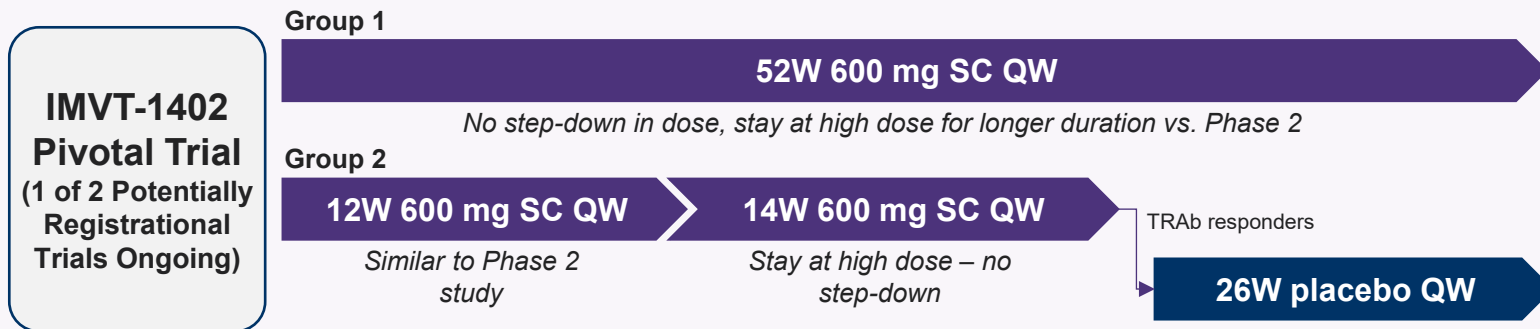 IMVT-1402
Pivotal Trial
(1 of 2 Potentially
Registrational
Trials Ongoing)
Group 1
52W 600 mg SC QW
No step-down in dose, stay at high dose for longer duration vs. Phase 2
Group 2
12W 600 mg SC QW
Similar to Phase 2
study
14W 600 mg SC QW
Stay at high dose – no
step-down
TRAb responders
26W placebo QW